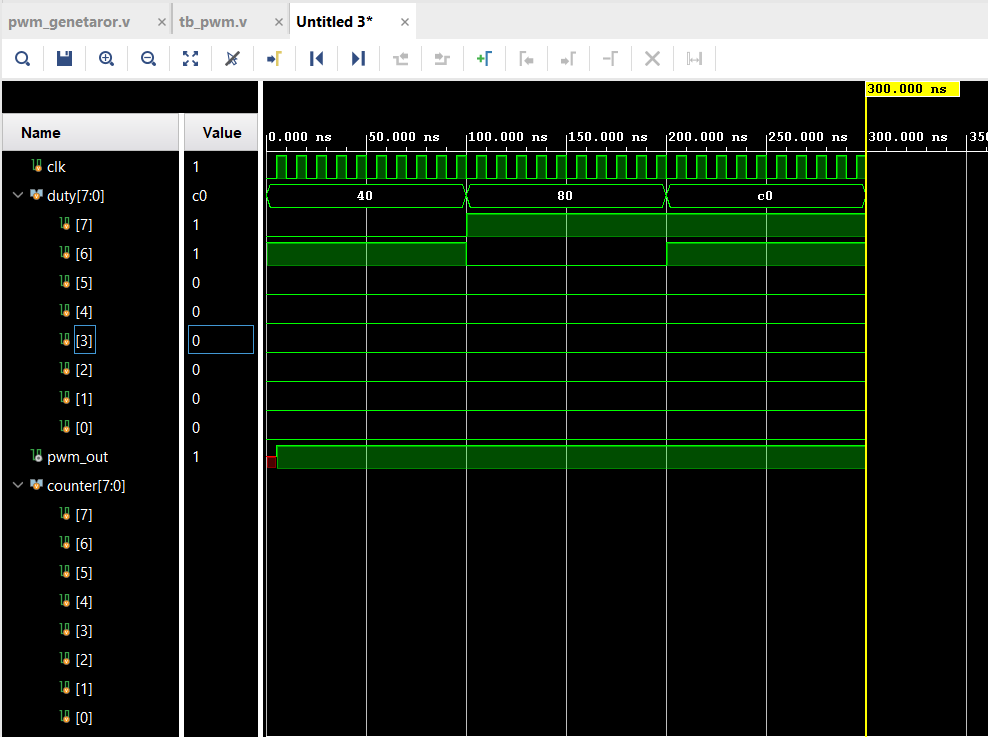 pwm_genetaror.v × tb_pwm.v × Untitled 3* ×
300.000 ns
Name Value 0.000 ns 50.000 ns 100.000 ns 150.000 ns 200.000 ns 250.000 ns 300.000 ns 350
clk 1
duty[7:0] c0 40 80 c0
[7] 1
[6] 1
[5] 0
[4] 0
[3] 0
[2] 0
[1] 0
[0] 0
pwm_out 1
counter[7:0]
[7]
[6]
[5]
[4]
[3]
[2]
[1]
[0]